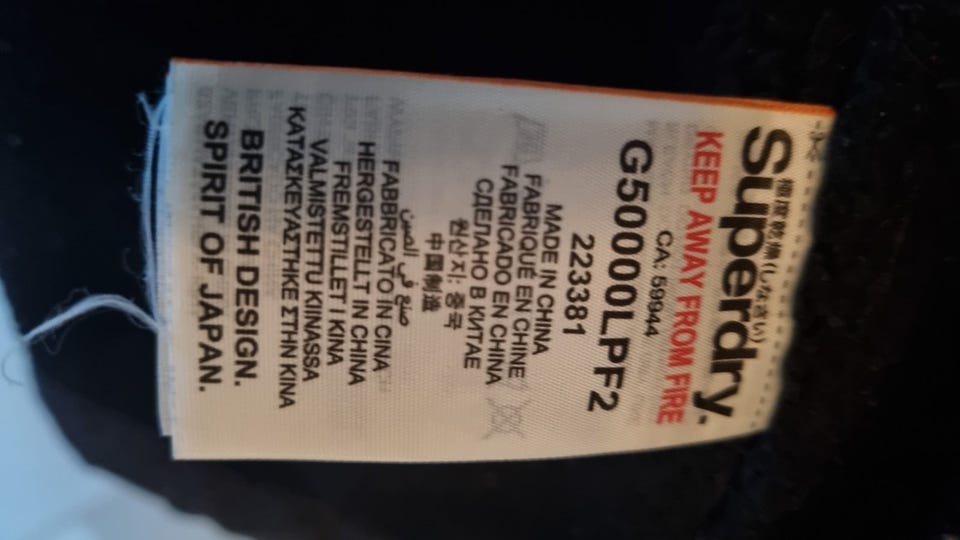 Superdry.
極度乾燥(しなさい)
KEEP AWAY FROM FIRE
CA: 59944
G50000LPF2
223381
MADE IN CHINA
FABRIQUÉ EN CHINE
FABRICADO EN CHINA
СДЕЛАНО В КИТАЕ
원산지: 중국
中国制造
صنع في الصين
FABBRICATO IN CINA
HERGESTELLT IN CHINA
FREMSTILLET I KINA
VALMISTETTU KIINASSA
ΚΑΤΑΣΚΕΥΑΣΤΗΚΕ ΣΤΗΝ ΚΙΝΑ
BRITISH DESIGN.
SPIRIT OF JAPAN.